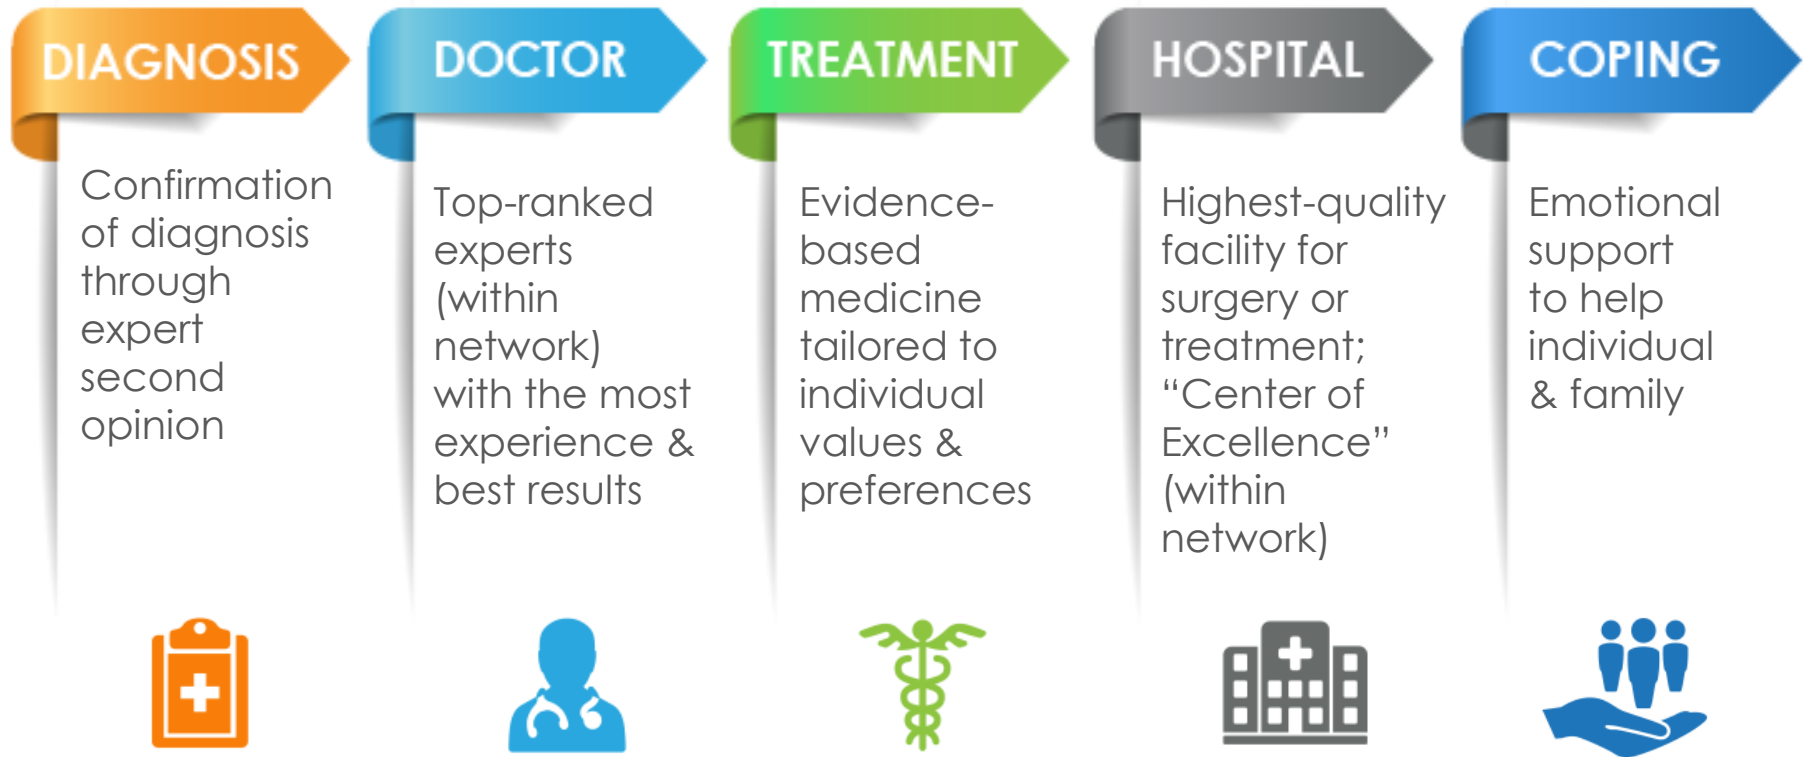 DIAGNOSIS
Confirmation
of diagnosis
through
expert
second
opinion
DOCTOR
Top-ranked
experts
(within
network)
with the most
experience &
best results
TREATMENT
Evidence-
based
medicine
tailored to
individual
values &
preferences
HOSPITAL
Highest-quality
facility for
surgery or
treatment;
“Center of
Excellence”
(within
network)
COPING
Emotional
support
to help
individual
& family